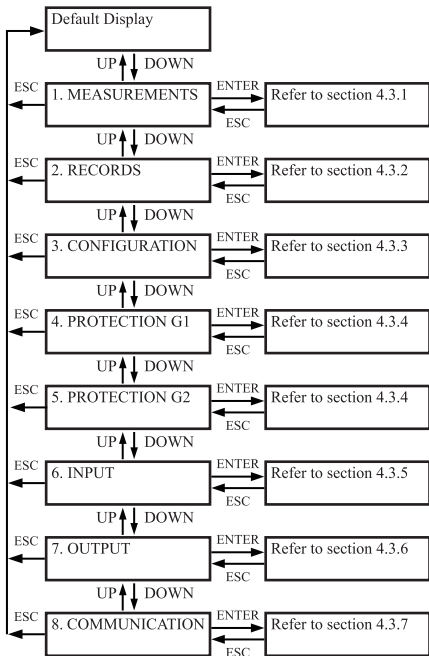 Default Display
UP DOWN
ESC 1. MEASUREMENTS ENTER ESC Refer to section 4.3.1
UP DOWN
ESC 2. RECORDS ENTER ESC Refer to section 4.3.2
UP DOWN
ESC 3. CONFIGURATION ENTER ESC Refer to section 4.3.3
UP DOWN
ESC 4. PROTECTION G1 ENTER ESC Refer to section 4.3.4
UP DOWN
ESC 5. PROTECTION G2 ENTER ESC Refer to section 4.3.4
UP DOWN
ESC 6. INPUT ENTER ESC Refer to section 4.3.5
UP DOWN
ESC 7. OUTPUT ENTER ESC Refer to section 4.3.6
UP DOWN
ESC 8. COMMUNICATION ENTER ESC Refer to section 4.3.7